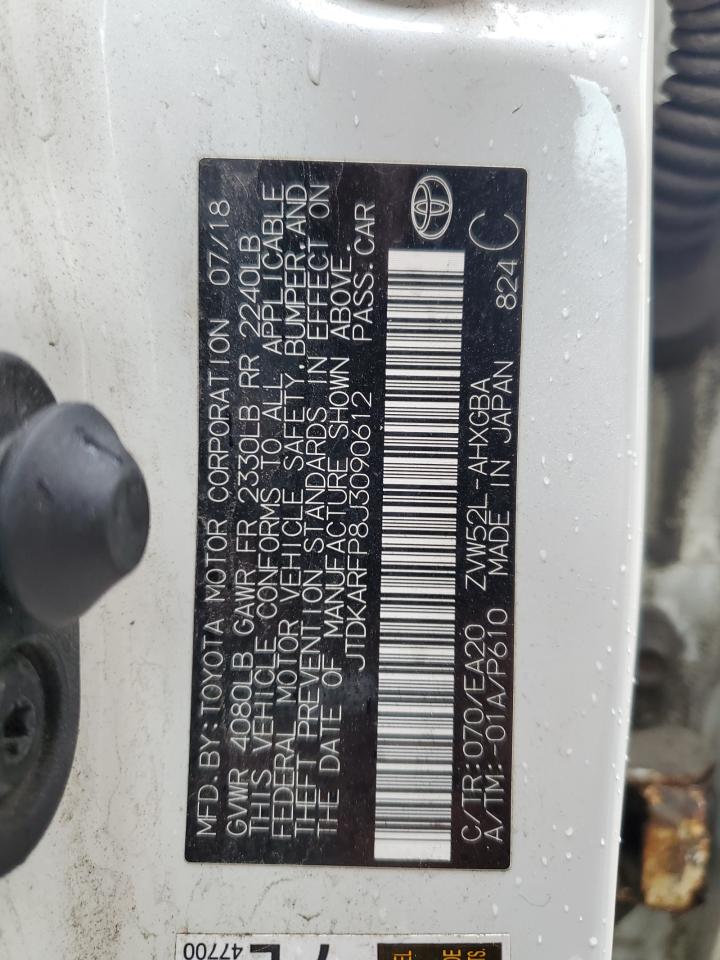 MFD.BY:TOYOTA MOTOR CORPORATION 07/18
GVWR 4080LB GAWR FR 2330LB RR 2240LB
THIS VEHICLE CONFORMS TO ALL APPLICABLE
FEDERAL MOTOR VEHICLE SAFETY,BUMPER,AND
THEFT PREVENTION STANDARDS IN EFFECT ON
THE DATE OF MANUFACTURE SHOWN ABOVE.
JTDKARFP8J3090612 PASS.CAR
C/TR:070/EA20 ZVW52L-AHXGBA
A/TM:-01A/P610 MADE IN JAPAN 824 C
47700